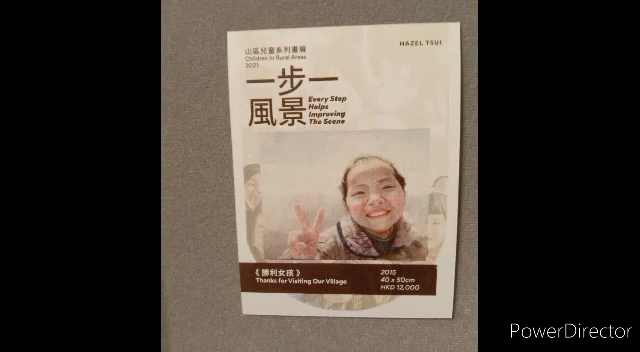 山區兒童系列畫展
Children in Rural Areas
2021
HAZEL TSUI
一步一
風景
Every Step
Helps
Improving
The Scene
《 勝利女孩 》
Thanks for Visiting Our Village
2015
40 x 50cm
HKD 12,000
PowerDirector